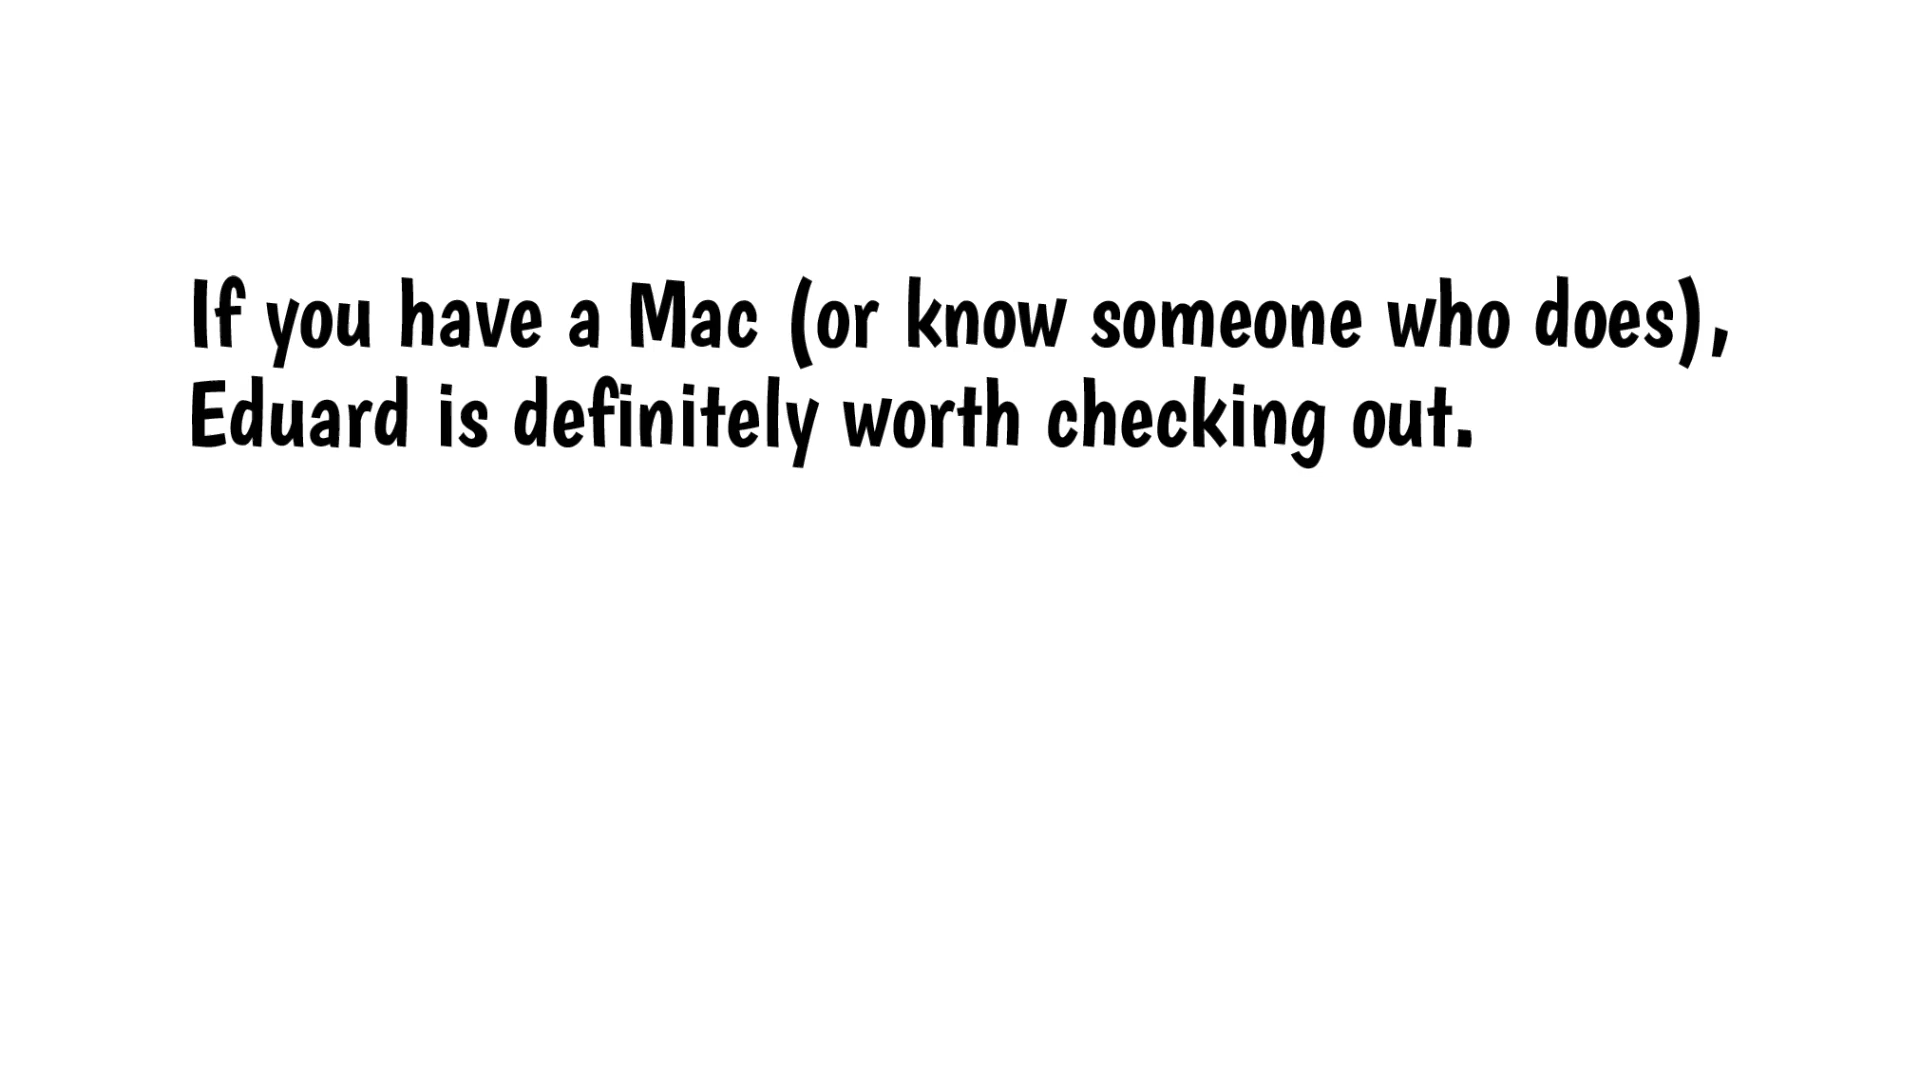 If you have a Mac (or know someone who does),
Eduard is definitely worth checking out.